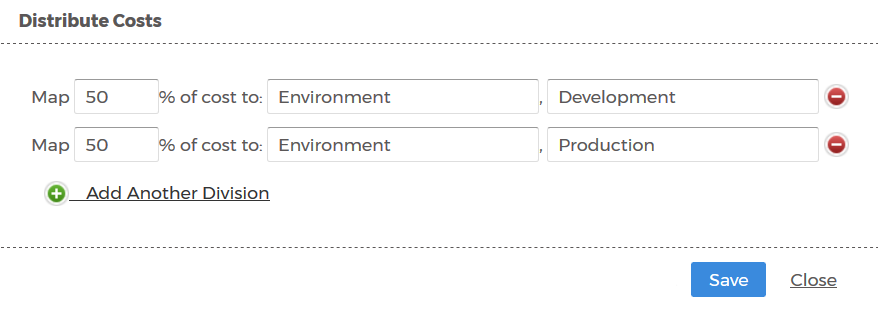 Distribute Costs
Map 50 % of cost to: Environment , Development
Map 50 % of cost to: Environment , Production
Add Another Division
Save Close